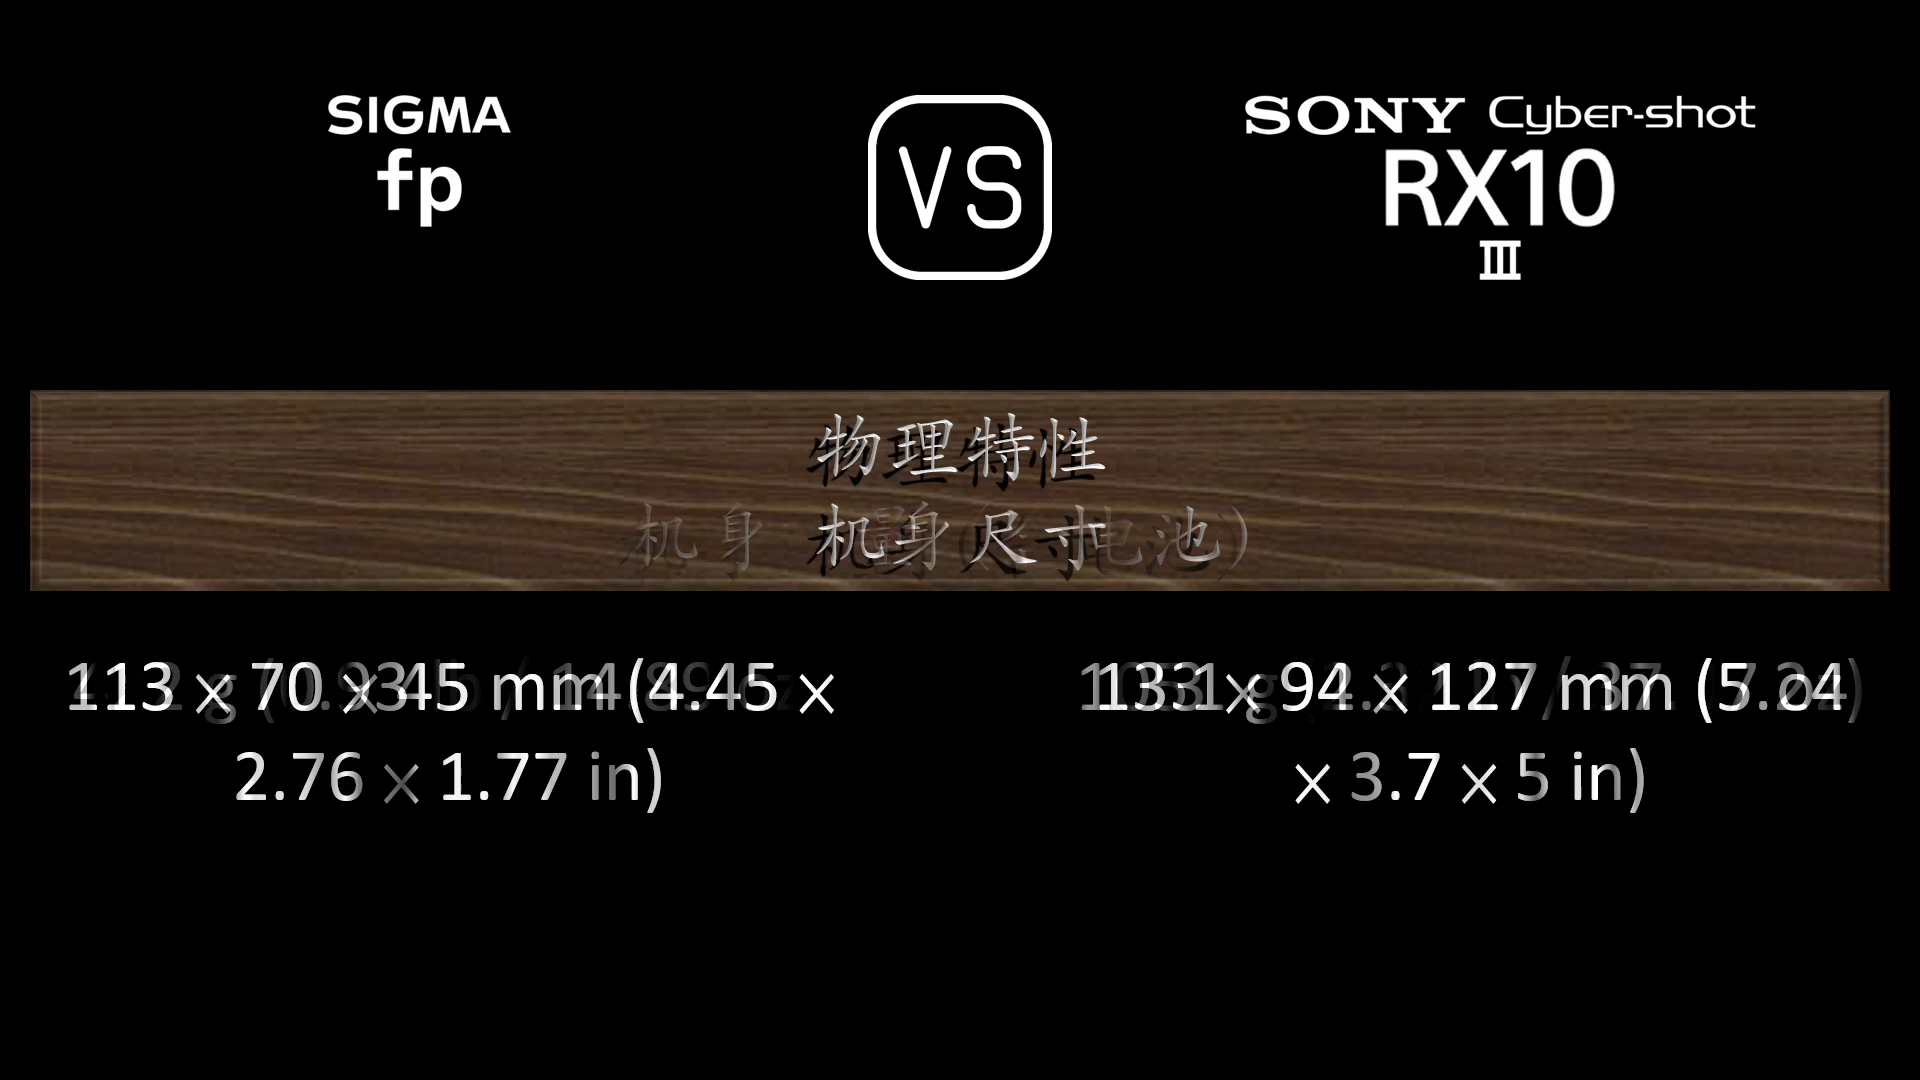 SIGMA
fp
VS
SONY Cyber-shot
RX10
III
物理特性
机身尺寸
113 x 70 x 45 mm (4.45 x
2.76 x 1.77 in)
133 x 94 x 127 mm (5.24
x 3.7 x 5 in)